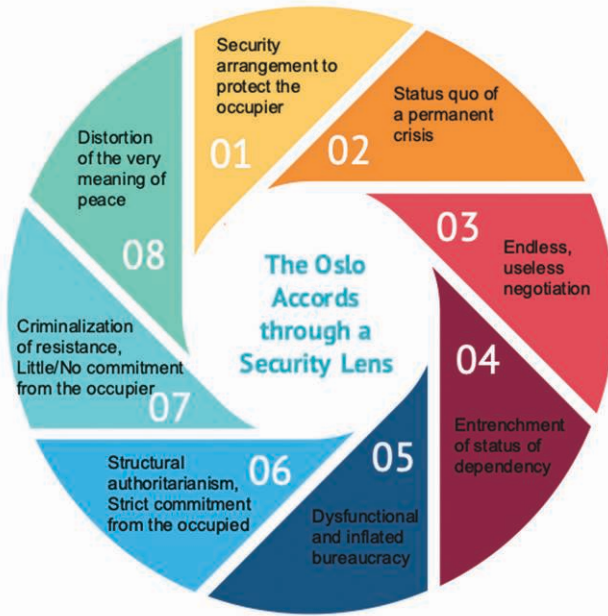 The Oslo
Accords
through a
Security Lens
Security
arrangement to
protect the
occupier
01
Status quo of
a permanent
crisis
02
03
Endless,
useless
negotiation
04
Entrenchment
of status of
dependency
05
Dysfunctional
and inflated
bureaucracy
06
Structural
authoritarianism,
Strict commitment
from the occupied
Criminalization
of resistance,
Little/No commitment
from the occupier
07
Distortion
of the very
meaning of
peace
08